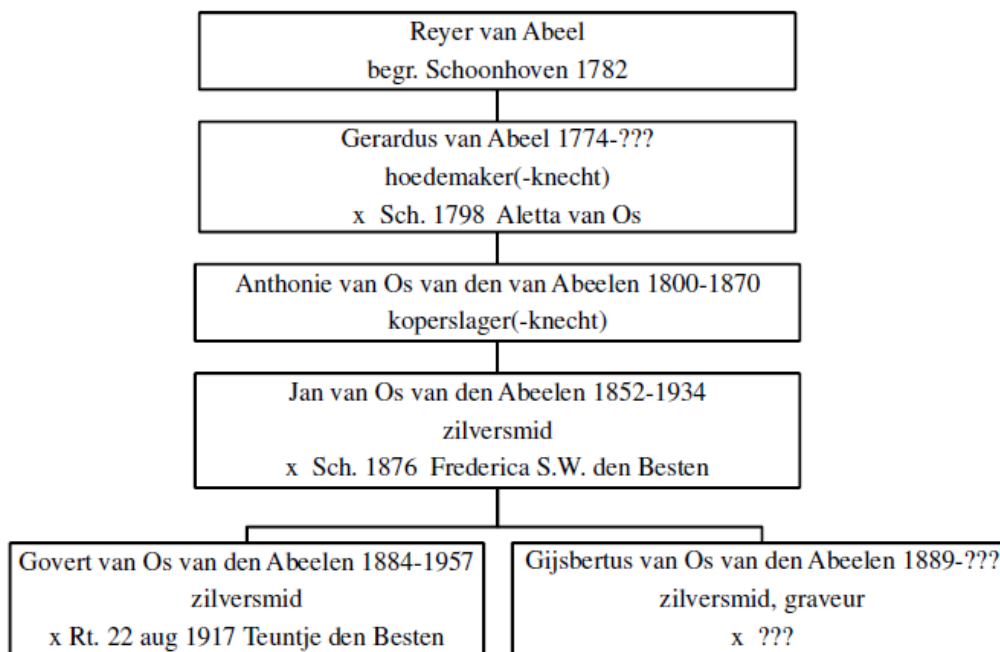 Reyer van Abeel
begr. Schoonhoven 1782
Gerardus van Abeel 1774-???
hoedemaker(-knecht)
x  Sch. 1798  Aletta van Os
Anthonie van Os van den van Abeelen 1800-1870
koperslager(-knecht)
Jan van Os van den Abeelen 1852-1934
zilversmid
x  Sch. 1876  Frederica S.W. den Besten
Govert van Os van den Abeelen 1884-1957
zilversmid
x Rt. 22 aug 1917 Teuntje den Besten
Gijsbertus van Os van den Abeelen 1889-???
zilversmid, graveur
x  ???